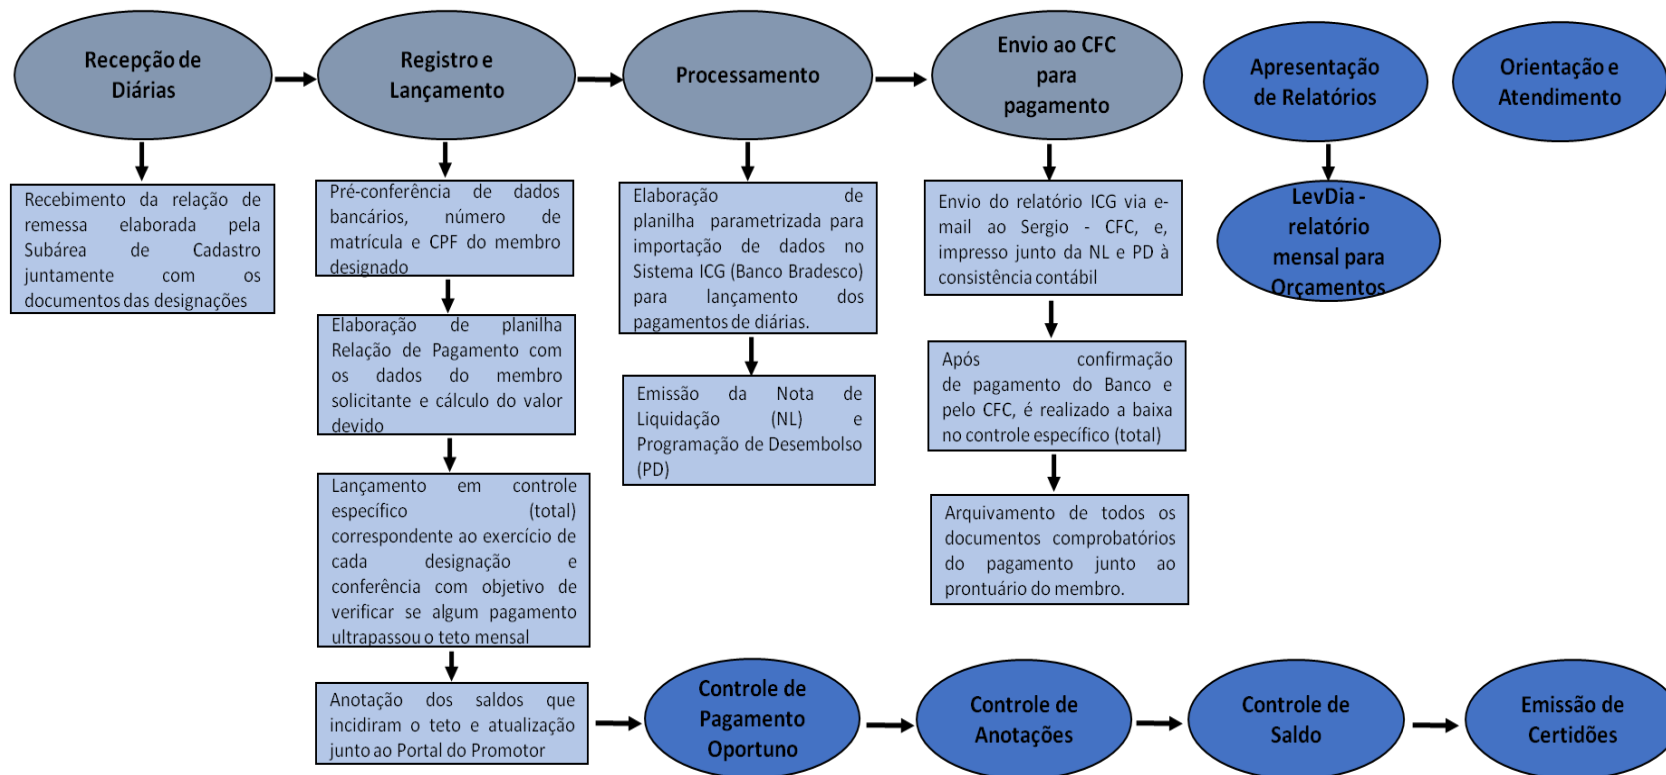 Recepção de
Diárias
Recebimento da relação de
remessa elaborada pela
Subárea de Cadastro
juntamente com os
documentos das designações
Registro e
Lançamento
Pré-conferência de dados
bancários, número de
matrícula e CPF do membro
designado
Elaboração de planilha
Relação de Pagamento com
os dados do membro
solicitante e cálculo do valor
devido
Lançamento em controle
específico (total)
correspondente ao exercício de
cada designação e
conferência com objetivo de
verificar se algum pagamento
ultrapassou o teto mensal
Anotação dos saldos que
incidiram o teto e atualização
junto ao Portal do Promotor
Processamento
Elaboração de
planilha parametrizada para
importação de dados no
Sistema ICG (Banco Bradesco)
para lançamento dos
pagamentos de diárias.
Emissão da Nota de
Liquidação (NL) e
Programação de Desembolso
(PD)
Envio ao CFC
para
pagamento
Envio do relatório ICG via e-
mail ao Sergio - CFC, e,
impresso junto da NL e PD à
consistência contábil
Após confirmação
de pagamento do Banco e
pelo CFC, é realizado a baixa
no controle específico (total)
Arquivamento de todos os
documentos comprobatórios
do pagamento junto ao
prontuário do membro.
Apresentação
de Relatórios
LevDia -
relatório
mensal para
Orçamentos
Orientação e
Atendimento
Controle de
Pagamento
Oportuno
Controle de
Anotações
Controle de
Saldo
Emissão de
Certidões